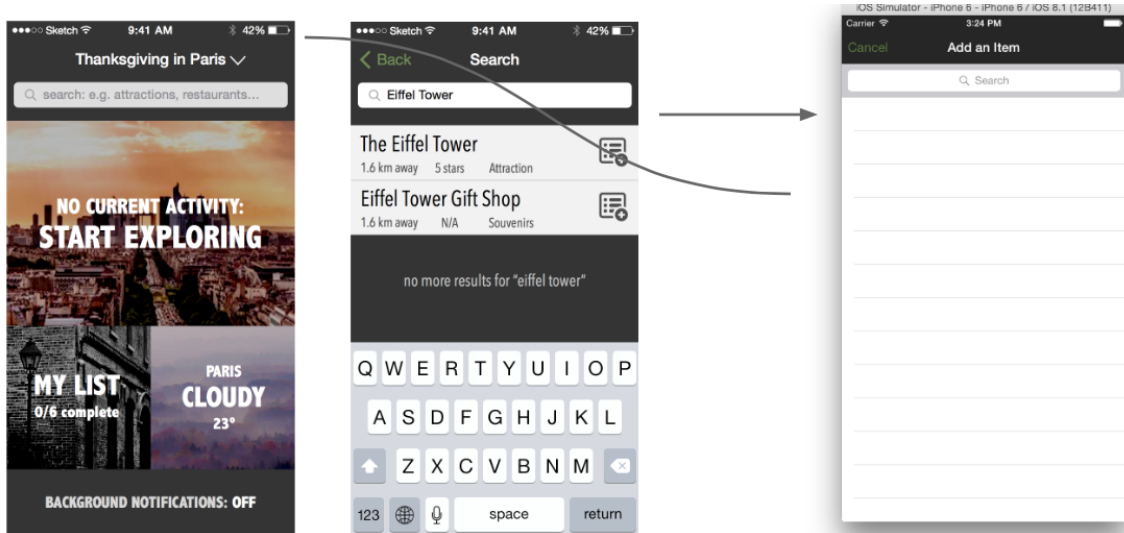 Sketch 9:41 AM 42%
Thanksgiving in Paris
search: e.g. attractions, restaurants...
NO CURRENT ACTIVITY:
START EXPLORING
MY LIST
0/6 complete
PARIS
CLOUDY
23°
BACKGROUND NOTIFICATIONS: OFF
Sketch 9:41 AM 42%
Back Search
Eiffel Tower
The Eiffel Tower
1.6 km away 5 stars Attraction
Eiffel Tower Gift Shop
1.6 km away N/A Souvenirs
no more results for “eiffel tower”
Q W E R T Y U I O P
A S D F G H J K L
Z X C V B N M
123 space return
iOS Simulator - iPhone 6 - iPhone 6 / iOS 8.1 (12B411)
Carrier 3:24 PM
Cancel Add an Item
Search